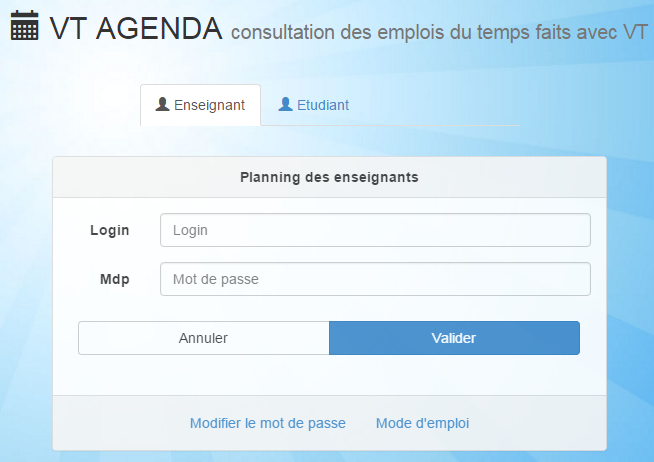 VT AGENDA consultation des emplois du temps faits avec VT
Enseignant Etudiant
Planning des enseignants
Login Login
Mdp Mot de passe
Annuler Valider
Modifier le mot de passe Mode d'emploi